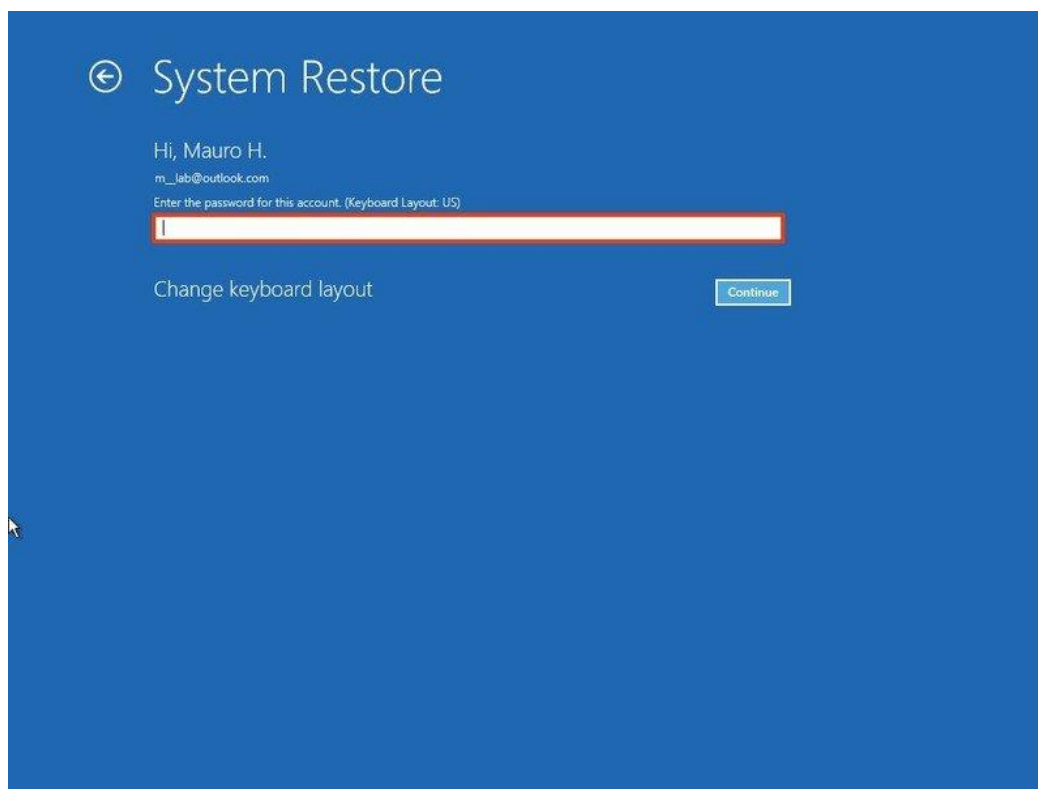 System Restore
Hi, Mauro H.
m__lab@outlook.com
Enter the password for this account. (Keyboard Layout: US)
Change keyboard layout
Continue